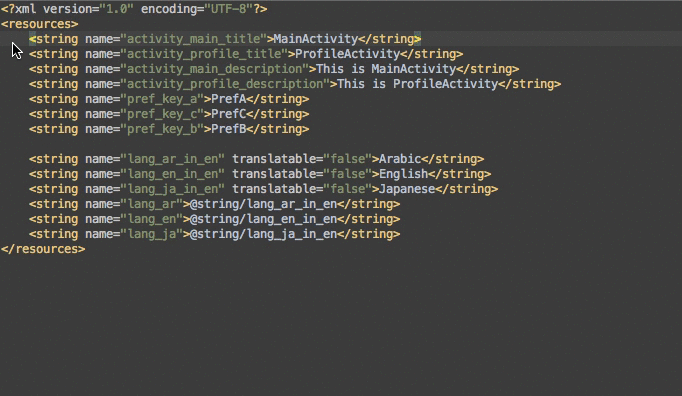 <?xml version="1.0" encoding="UTF-8"?>
<resources>
<string name="activity_main_title">MainActivity</string>
<string name="activity_profile_title">ProfileActivity</string>
<string name="activity_main_description">This is MainActivity</string>
<string name="activity_profile_description">This is ProfileActivity</string>
<string name="pref_key_a">PrefA</string>
<string name="pref_key_c">PrefC</string>
<string name="pref_key_b">PrefB</string>
<string name="lang_ar_in_en" translatable="false">Arabic</string>
<string name="lang_en_in_en" translatable="false">English</string>
<string name="lang_ja_in_en" translatable="false">Japanese</string>
<string name="lang_ar">@string/lang_ar_in_en</string>
<string name="lang_en">@string/lang_en_in_en</string>
<string name="lang_ja">@string/lang_ja_in_en</string>
</resources>